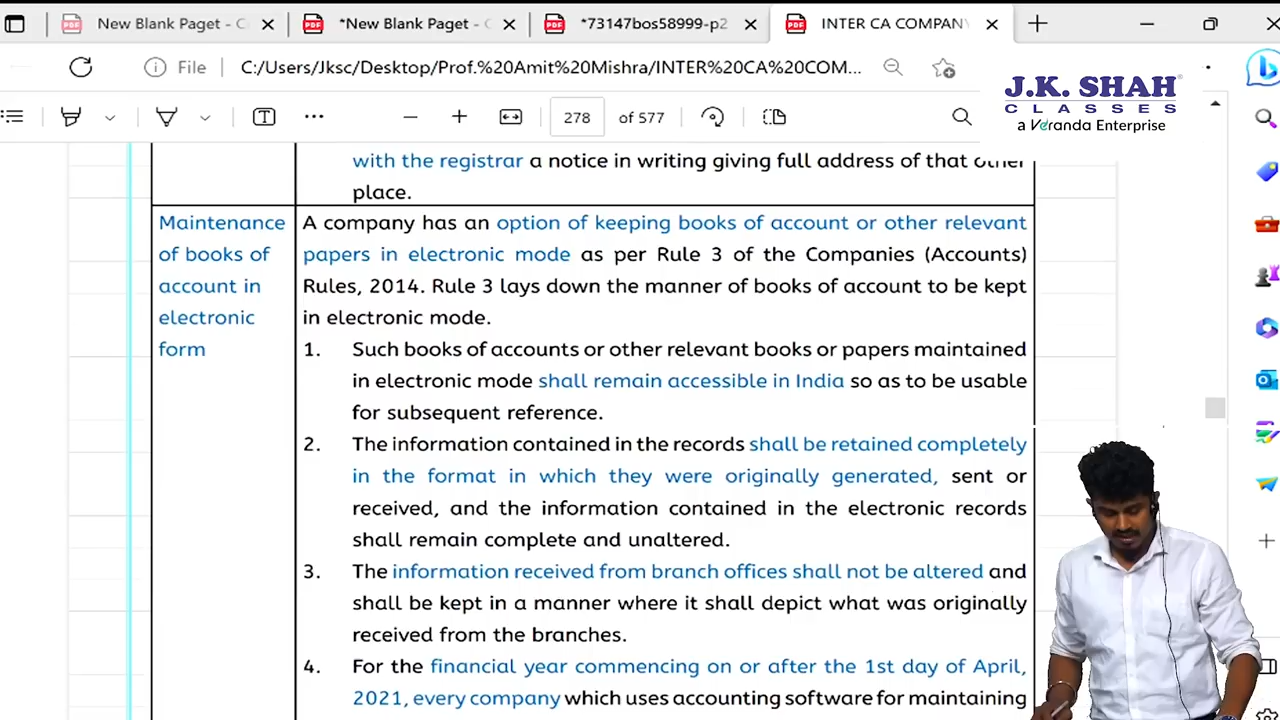 New Blank Paget - C
*New Blank Paget - C
*73147bos58999-p2
INTER CA COMPANY
File
C:/Users/Jksc/Desktop/Prof.%20Amit%20Mishra/INTER%20CA%20COM...
278 of 577
J.K. SHAH
CLASSES
a Veranda Enterprise
with the registrar a notice in writing giving full address of that other
place.
Maintenance
of books of
account in
electronic
form
A company has an option of keeping books of account or other relevant
papers in electronic mode as per Rule 3 of the Companies (Accounts)
Rules, 2014. Rule 3 lays down the manner of books of account to be kept
in electronic mode.
1. Such books of accounts or other relevant books or papers maintained
in electronic mode shall remain accessible in India so as to be usable
for subsequent reference.
2. The information contained in the records shall be retained completely
in the format in which they were originally generated, sent or
received, and the information contained in the electronic records
shall remain complete and unaltered.
3. The information received from branch offices shall not be altered and
shall be kept in a manner where it shall depict what was originally
received from the branches.
4. For the financial year commencing on or after the 1st day of April,
2021, every company which uses accounting software for maintaining